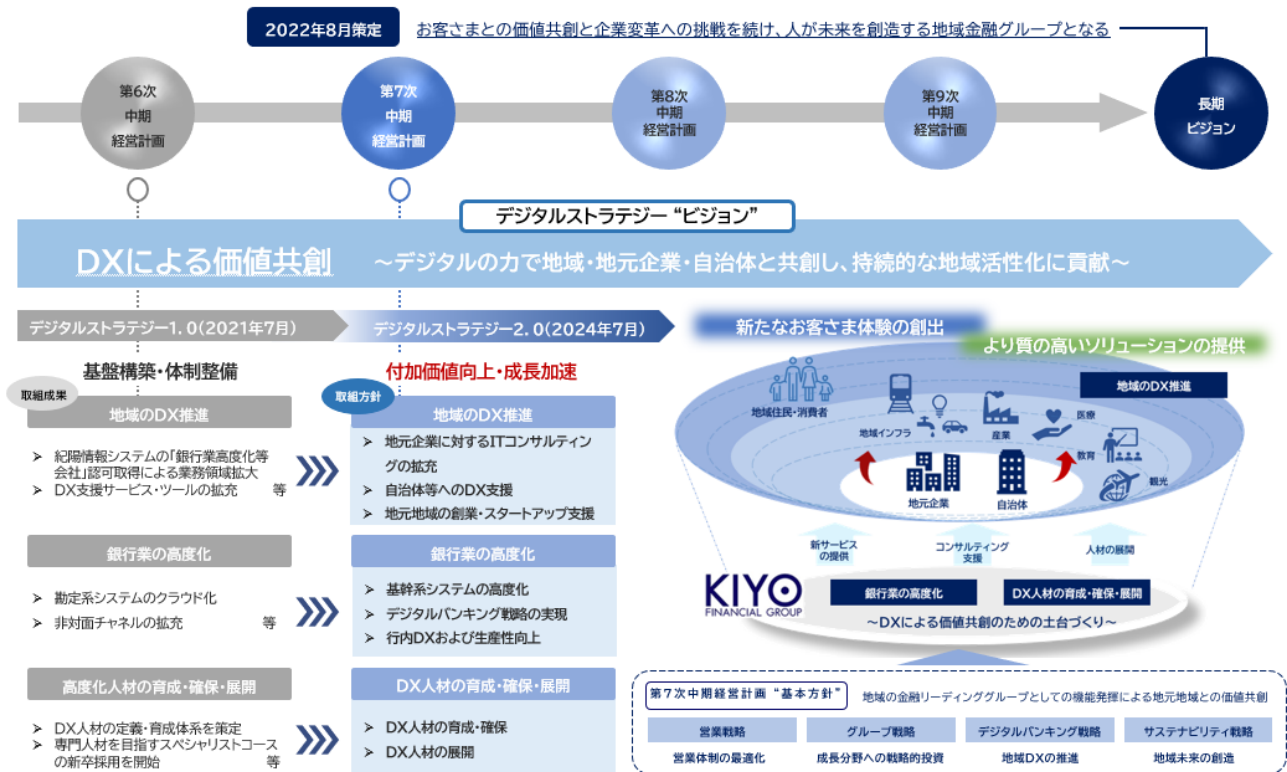 2022年8月策定
お客さまとの価値共創と企業変革への挑戦を続け、人が未来を創造する地域金融グループとなる
第6次
中期
経営計画
第7次
中期
経営計画
第8次
中期
経営計画
第9次
中期
経営計画
長期
ビジョン
デジタルストラテジー “ビジョン”
DXによる価値共創 ～デジタルの力で地域・地元企業・自治体と共創し、持続的な地域活性化に貢献～
デジタルストラテジー1.0(2021年7月)
基盤構築・体制整備
取組成果
地域のDX推進
➢ 紀陽情報システムの「銀行業高度化等
会社」認可取得による業務領域拡大
➢ DX支援サービス・ツールの拡充 等
銀行業の高度化
➢ 勘定系システムのクラウド化
➢ 非対面チャネルの拡充 等
高度化人材の育成・確保・展開
➢ DX人材の定義・育成体系を策定
➢ 専門人材を目指すスペシャリストコース
の新卒採用を開始 等
デジタルストラテジー2.0(2024年7月)
付加価値向上・成長加速
取組方針
地域のDX推進
➢ 地元企業に対するITコンサルティン
グの拡充
➢ 自治体等へのDX支援
➢ 地元地域の創業・スタートアップ支援
銀行業の高度化
➢ 基幹系システムの高度化
➢ デジタルバンキング戦略の実現
➢ 行内DXおよび生産性向上
DX人材の育成・確保・展開
➢ DX人材の育成・確保
➢ DX人材の展開
新たなお客さま体験の創出
より質の高いソリューションの提供
地域のDX推進
地域住民・消費者
地域インフラ
産業
医療
教育
観光
地元企業
自治体
新サービス
の提供
コンサルティング
支援
人材の展開
KIYO
FINANCIAL GROUP
銀行業の高度化
DX人材の育成・確保・展開
～DXによる価値共創のための土台づくり～
第7次中期経営計画 “基本方針”
地域の金融リーディンググループとしての機能発揮による地元地域との価値共創
営業戦略
グループ戦略
デジタルバンキング戦略
サステナビリティ戦略
営業体制の最適化
成長分野への戦略的投資
地域DXの推進
地域未来の創造